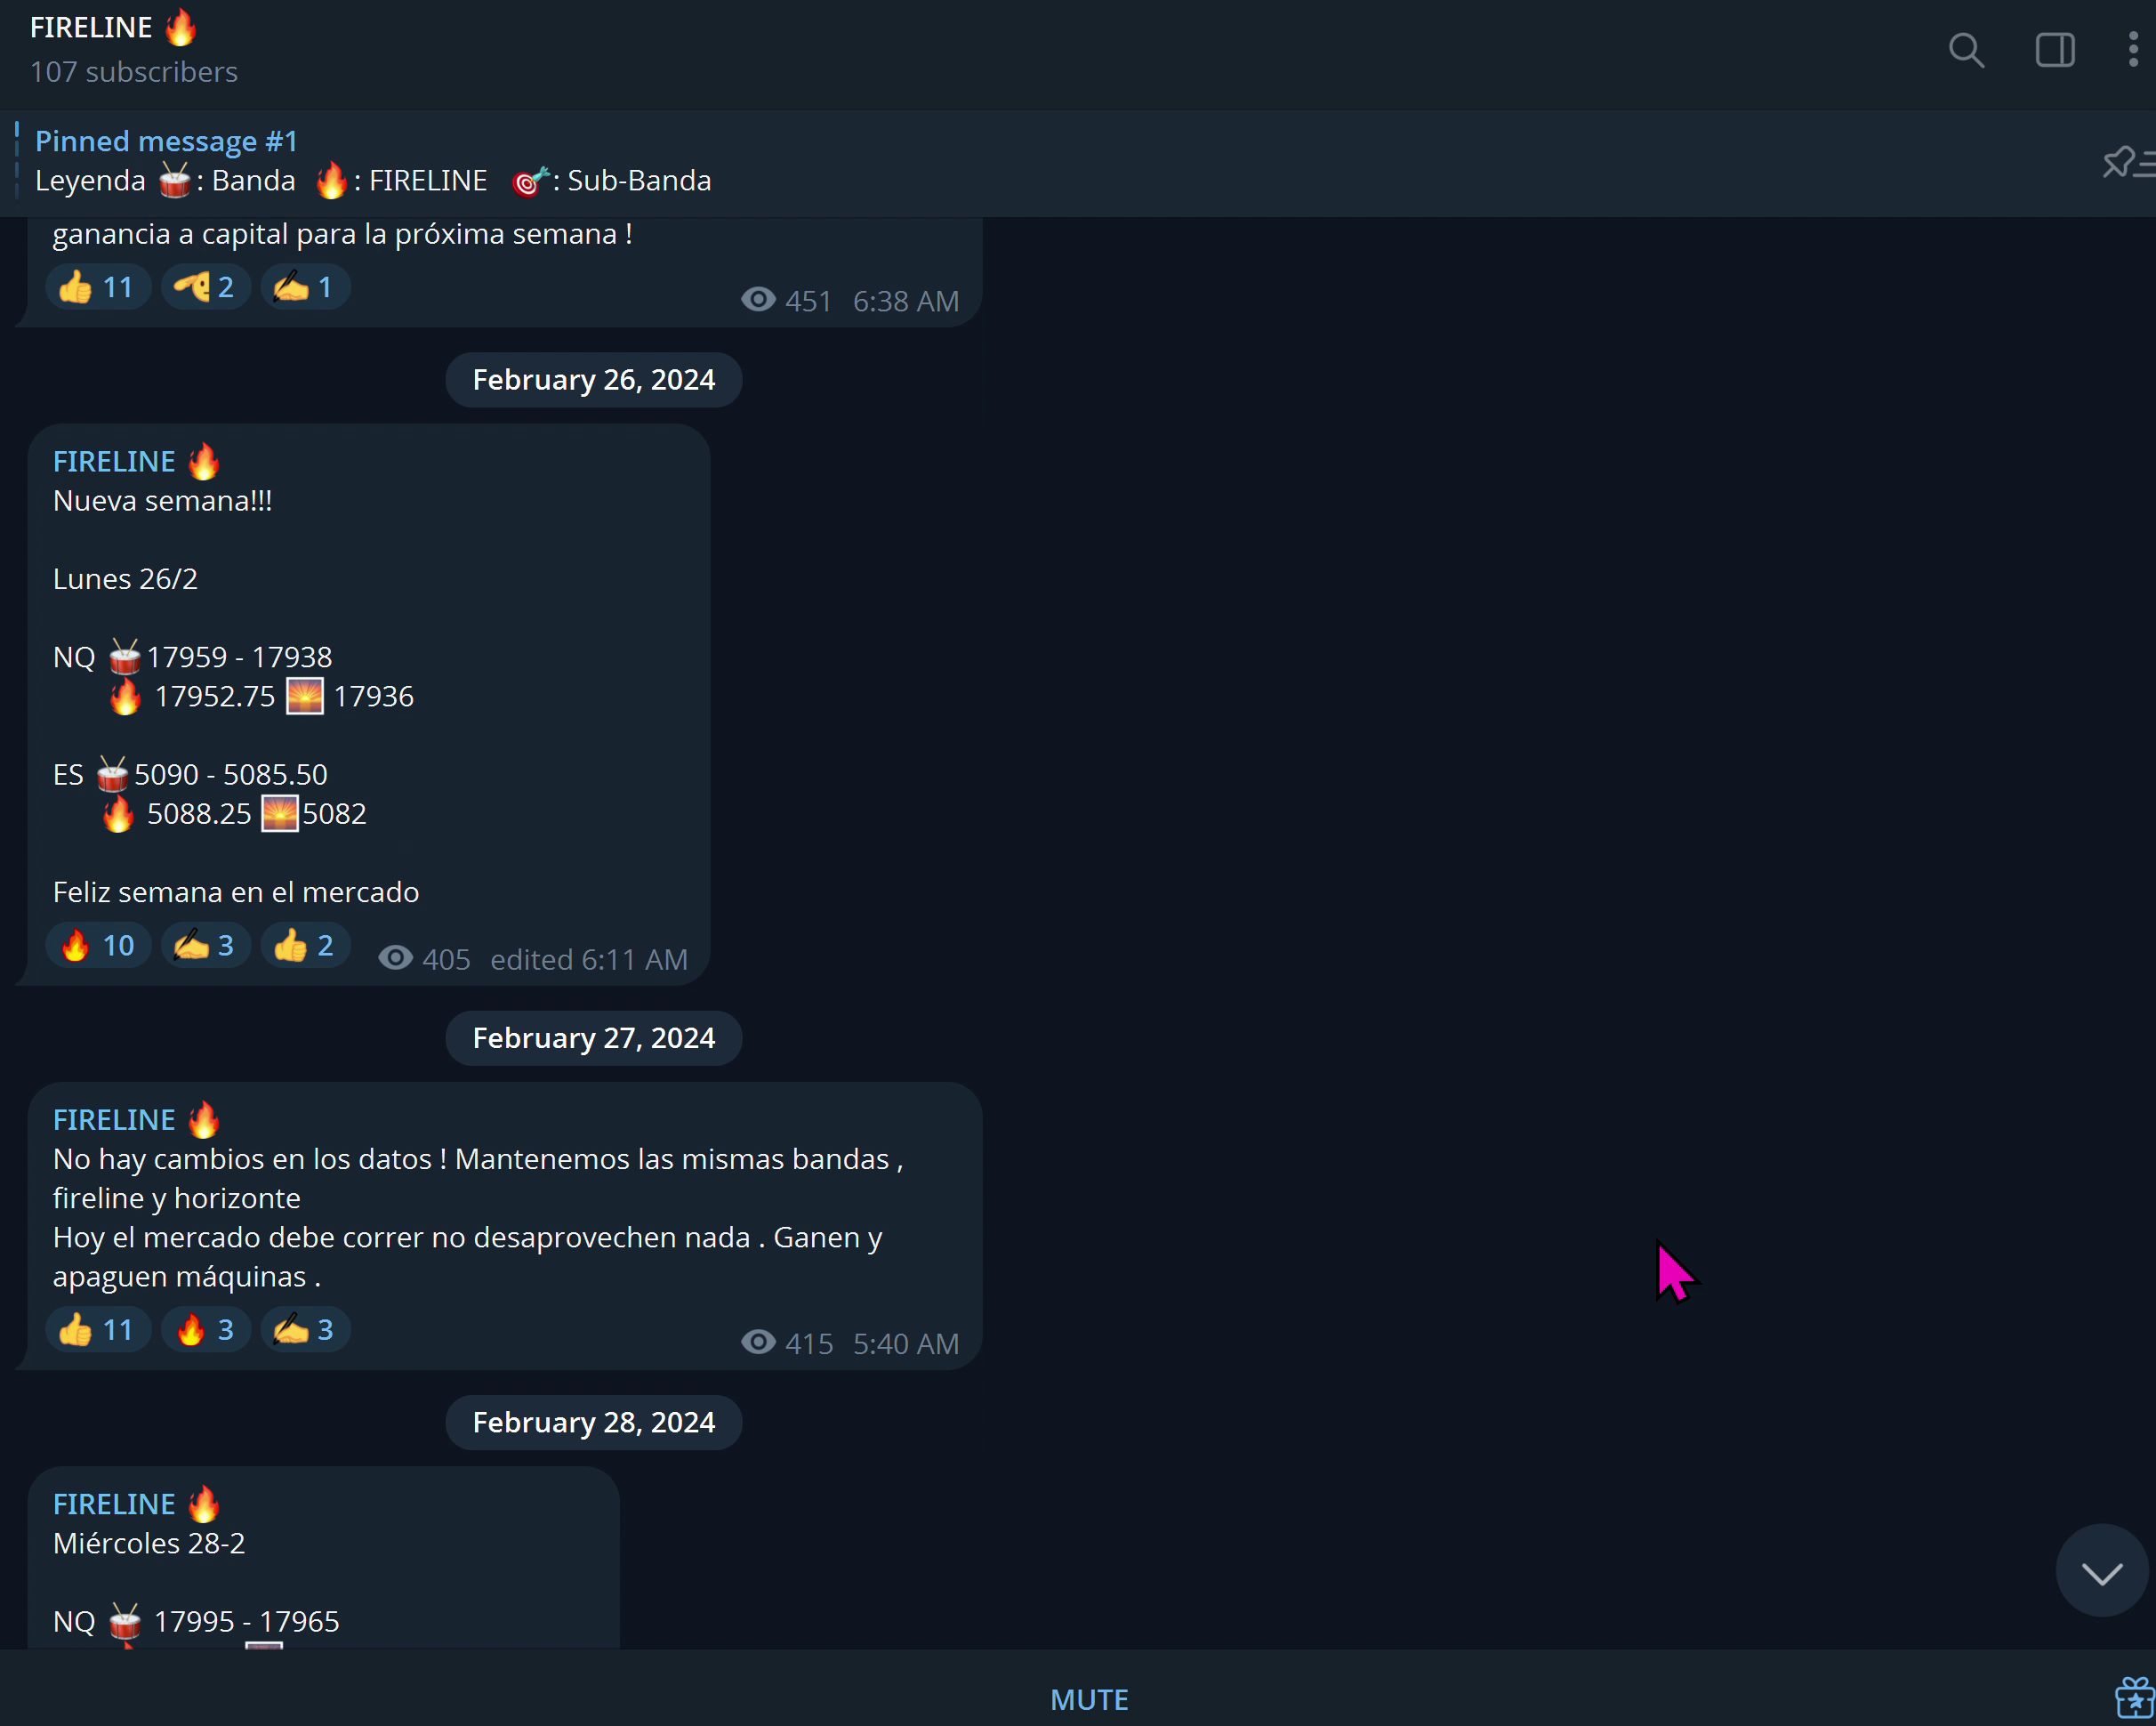 FIRELINE 🔥
107 subscribers
Pinned message #1
Leyenda 🥁: Banda 🔥: FIRELINE 🎯: Sub-Banda
ganancia a capital para la próxima semana !
👍 11 🫳 2 ✍ 1 451 6:38 AM
February 26, 2024
FIRELINE 🔥
Nueva semana!!!
Lunes 26/2
NQ 🥁17959 - 17938
🔥 17952.75 🌅 17936
ES 🥁5090 - 5085.50
🔥 5088.25 🌅5082
Feliz semana en el mercado
🔥 10 ✍ 3 👍 2 405 edited 6:11 AM
February 27, 2024
FIRELINE 🔥
No hay cambios en los datos ! Mantenemos las mismas bandas ,
fireline y horizonte
Hoy el mercado debe correr no desaprovechen nada . Ganen y
apaguen máquinas .
👍 11 🔥 3 ✍ 3 415 5:40 AM
February 28, 2024
FIRELINE 🔥
Miércoles 28-2
NQ 🥁 17995 - 17965
MUTE